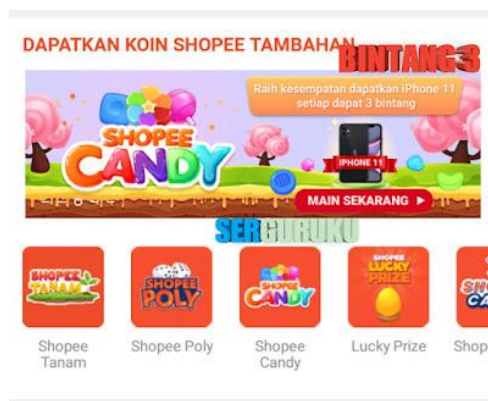 DAPATKAN KOIN SHOPEE TAMBAHAN
BINTANG3
Raih kesempatan dapatkan iPhone 11
setiap dapat 3 bintang
SHOPEE
CANDY
IPHONE 11
MAIN SEKARANG
SERGURUKU
SHOPEE
TANAM
SHOPEE
POLY
SHOPEE
CANDY
SHOPEE
LUCKY
PRIZE
Shopee
Tanam
Shopee Poly
Shopee
Candy
Lucky Prize
Shop